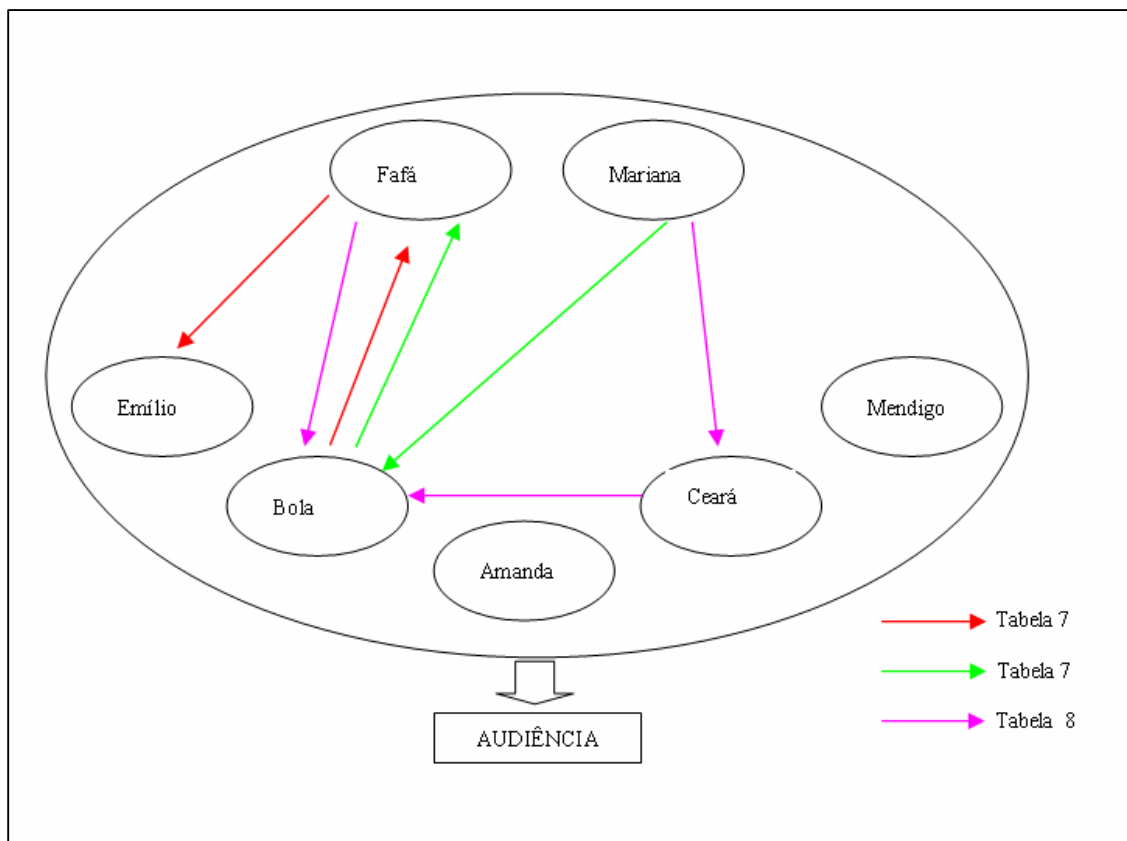 Fafá
Mariana
Emílio
Mendigo
Bola
Ceará
Amanda
Tabela 7
Tabela 7
Tabela 8
AUDIÊNCIA